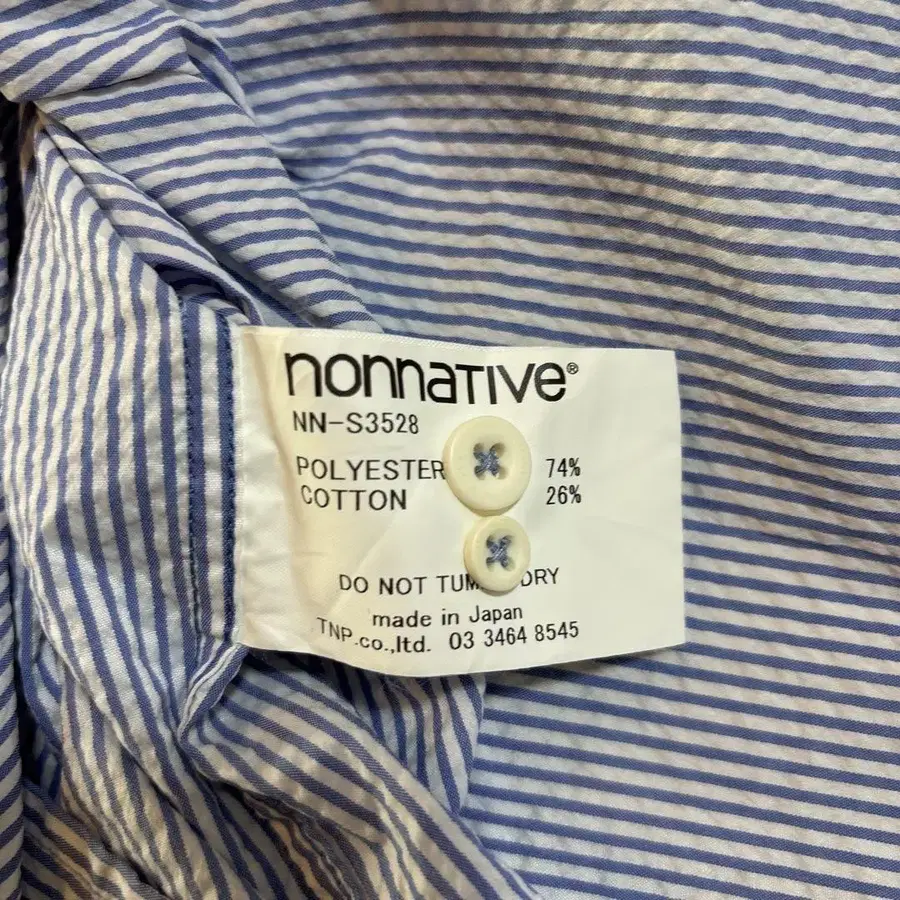 nonnative®
NN-S3528
POLYESTER 74%
COTTON 26%
DO NOT DRY
made in Japan
TNP.co.,ltd. 03 3464 8545